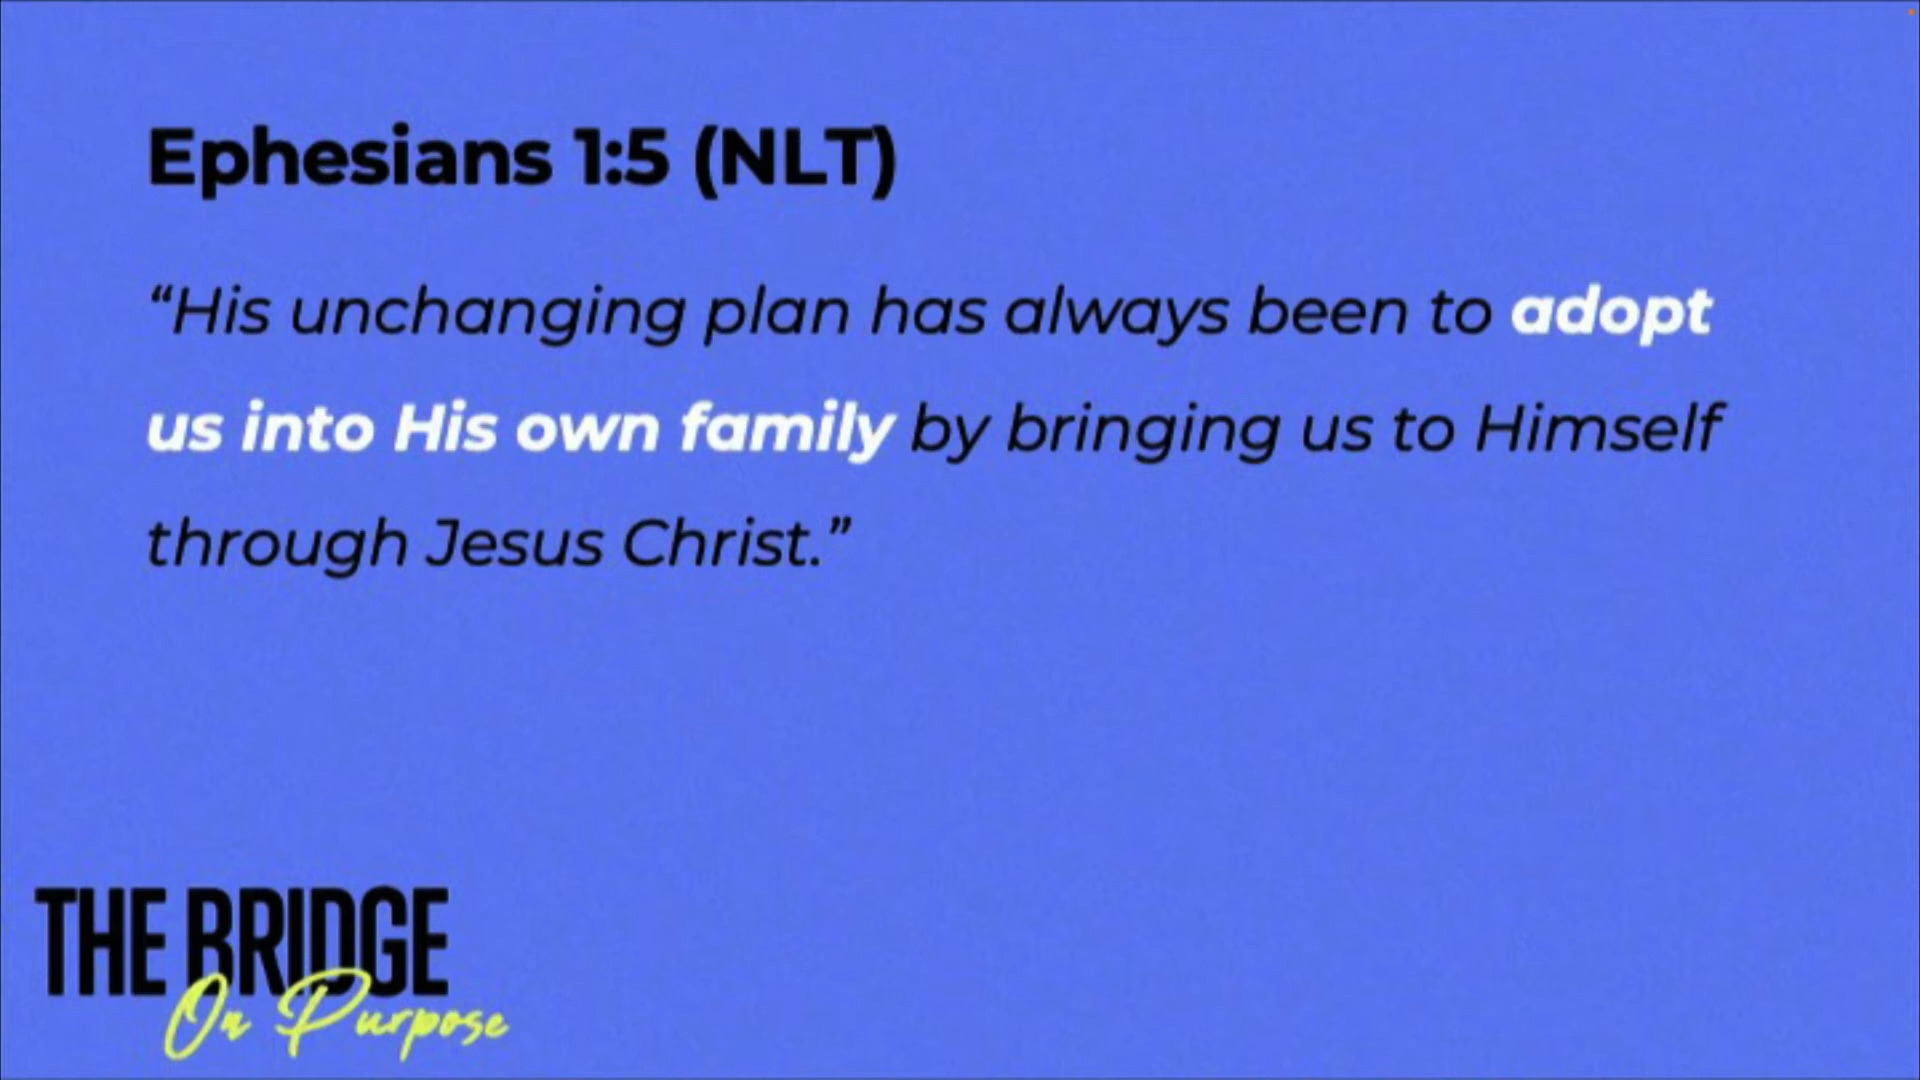 Ephesians 1:5 (NLT)
“His unchanging plan has always been to adopt
us into His own family by bringing us to Himself
through Jesus Christ.”
THE BRIDGE
On Purpose